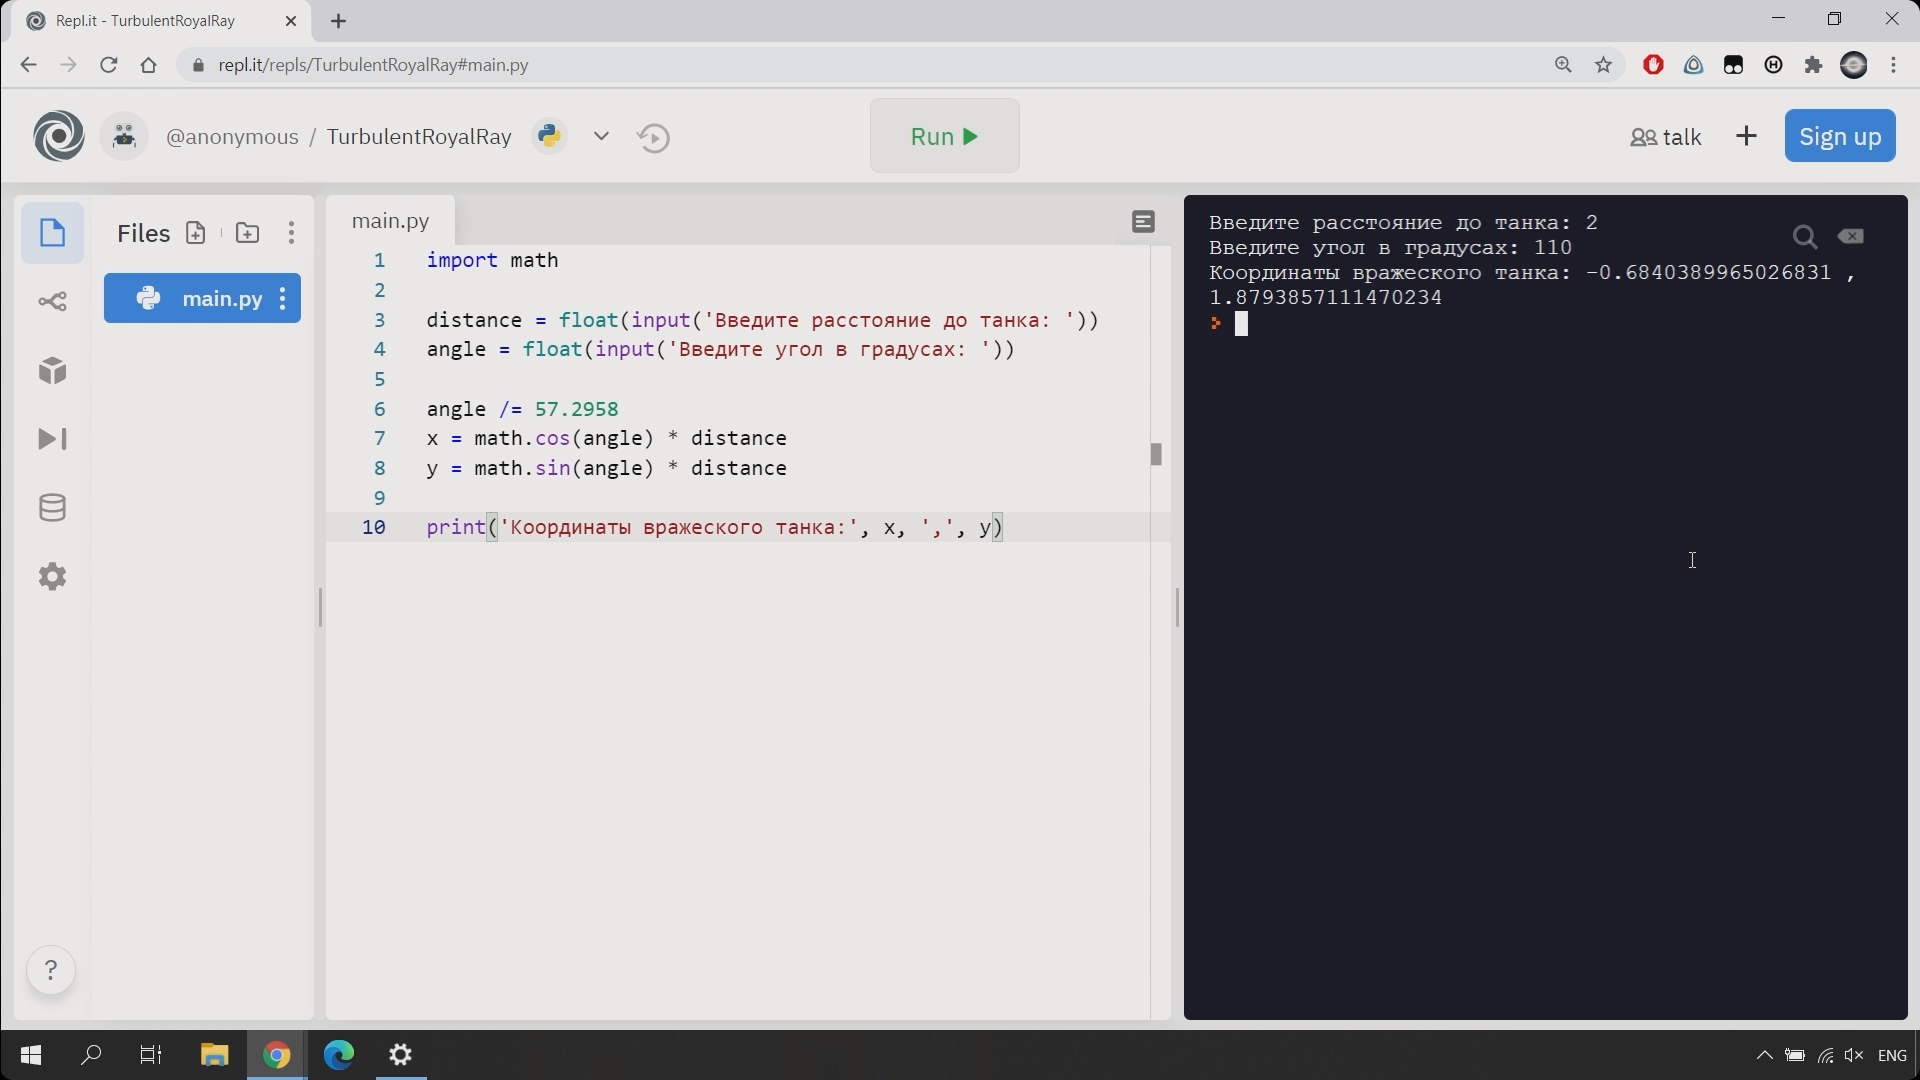 Repl.it - TurbulentRoyalRay
repl.it/repls/TurbulentRoyalRay#main.py
@anonymous / TurbulentRoyalRay
Run
talk
Sign up
Files
main.py
main.py
1 import math
2
3 distance = float(input('Введите расстояние до танка: '))
4 angle = float(input('Введите угол в градусах: '))
5
6 angle /= 57.2958
7 x = math.cos(angle) * distance
8 y = math.sin(angle) * distance
9
10 print('Координаты вражеского танка:', x, ',', y)
Введите расстояние до танка: 2
Введите угол в градусах: 110
Координаты вражеского танка: -0.6840389965026831 ,
1.8793857111470234
?
ENG